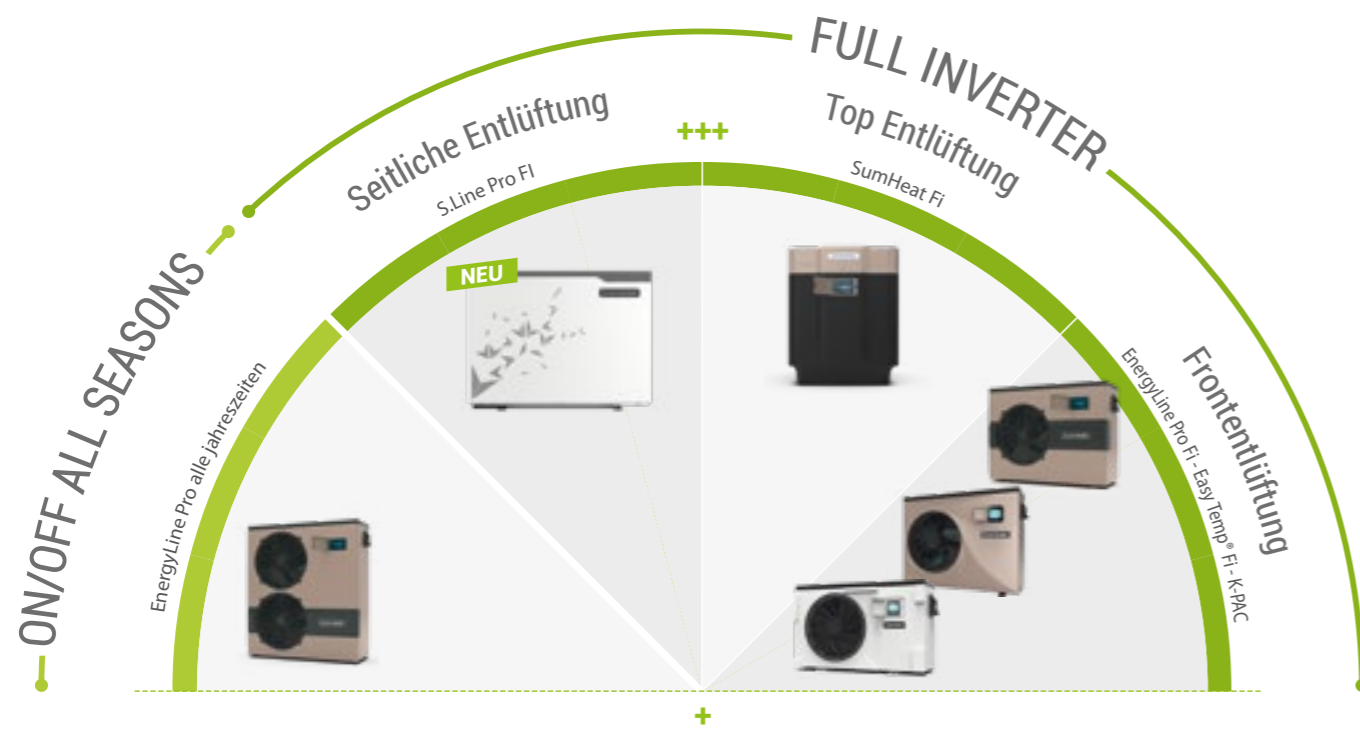 FULL INVERTER
Seitliche Entlüftung
Top Entlüftung
+++
S.Line Pro FI
SumHeat Fi
ON/OFF ALL SEASONS
NEU
EnergyLine Pro alle jahreszeiten
Frontentlüftung
EnergyLine Pro Fi - Easy Temp® Fi - K-PAC
+